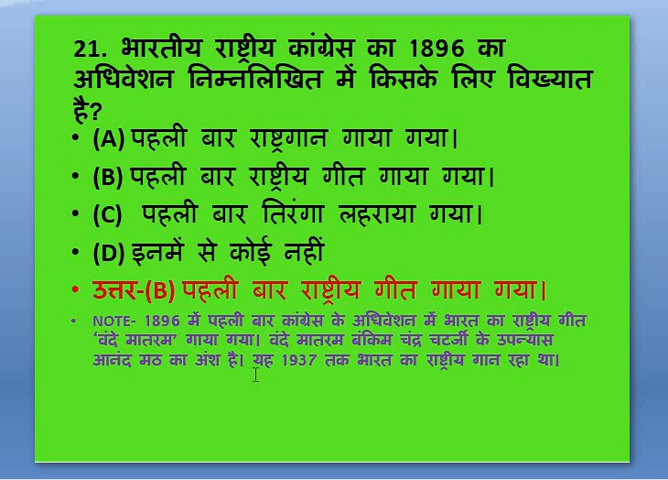 21. भारतीय राष्ट्रीय कांग्रेस का 1896 का
अधिवेशन निम्नलिखित में किसके लिए विख्यात
है?
• (A) पहली बार राष्ट्रगान गाया गया।
• (B) पहली बार राष्ट्रीय गीत गाया गया।
• (C) पहली बार तिरंगा लहराया गया।
• (D) इनमें से कोई नहीं
• उत्तर-(B) पहली बार राष्ट्रीय गीत गाया गया।
• NOTE- 1896 में पहली बार कांग्रेस के अधिवेशन में भारत का राष्ट्रीय गीत
'वंदे मातरम' गाया गया। वंदे मातरम बंकिम चंद्र चटर्जी के उपन्यास
आनंद मठ का अंश है। यह 1937 तक भारत का राष्ट्रीय गान रहा था।